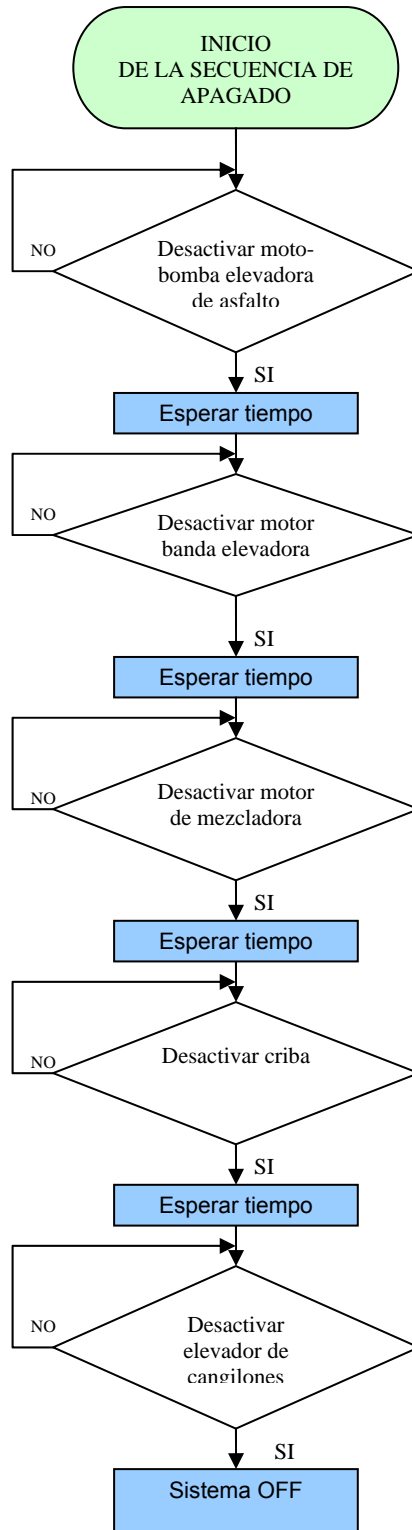 INICIO
DE LA SECUENCIA DE
APAGADO
NO
Desactivar moto-
bomba elevadora
de asfalto
SI
Esperar tiempo
NO
Desactivar motor
banda elevadora
SI
Esperar tiempo
NO
Desactivar motor
de mezcladora
SI
Esperar tiempo
NO
Desactivar criba
SI
Esperar tiempo
NO
Desactivar
elevador de
cangilones
SI
Sistema OFF